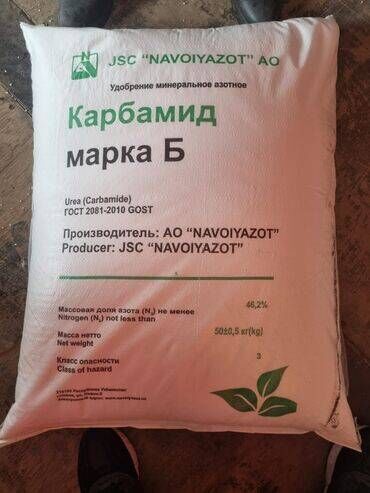 JSC “NAVOIYAZOT” АО
Удобрение минеральное азотное
Карбамид
марка Б
Urea (Carbamide)
ГОСТ 2081-2010 GOST
Производитель: АО “NAVOIYAZOT”
Producer: JSC “NAVOIYAZOT”
Массовая доля азота (N₂) не менее 46,2%
Nitrogen (N₂) not less than
Масса нетто 50±0,5 кг(kg)
Net weight
Класс опасности 3
Class of hazard